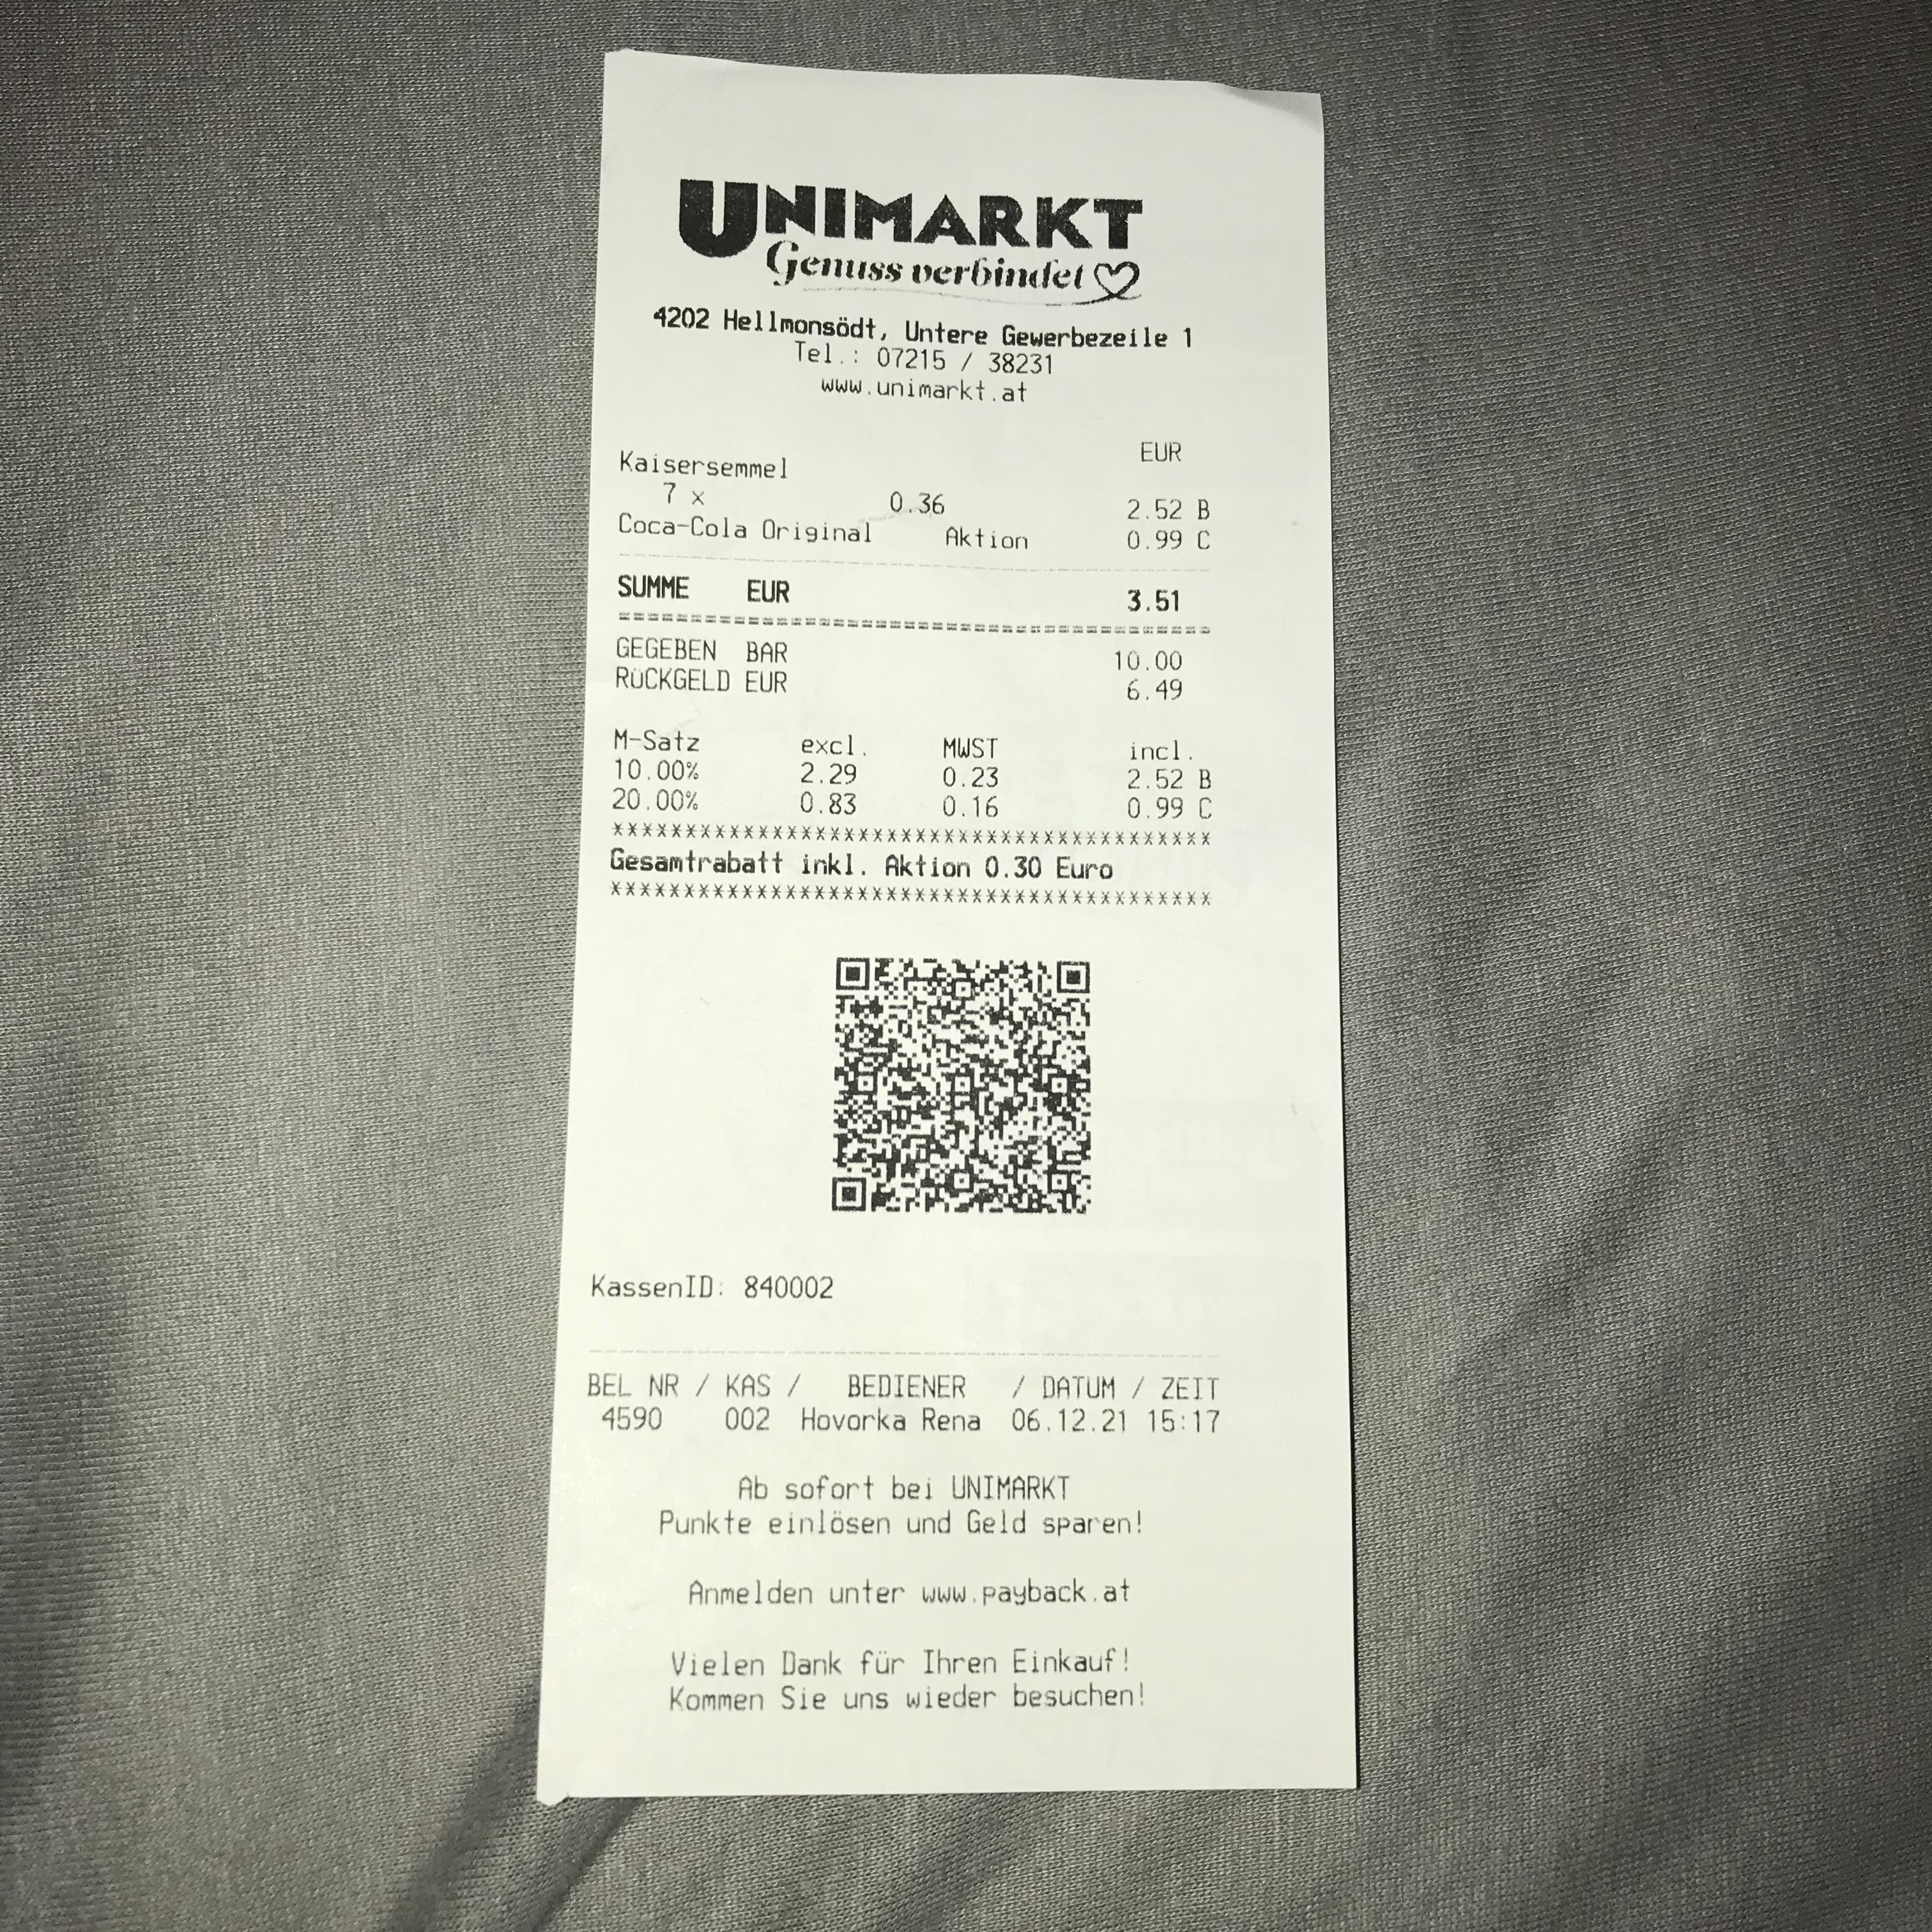 UNIMARKT
Genuss verbindet
4202 Hellmonsödt, Untere Gewerbezeile 1
Tel.: 07215 / 38231
www.unimarkt.at
EUR
Kaisersemmel
7 x 0.36 2.52 B
Coca-Cola Original Aktion 0.99 C
SUMME EUR 3.51
GEGEBEN BAR 10.00
RÜCKGELD EUR 6.49
M-Satz excl. MWST incl.
10.00% 2.29 0.23 2.52 B
20.00% 0.83 0.16 0.99 C
******************************************
Gesamtrabatt inkl. Aktion 0.30 Euro
******************************************
KassenID: 840002
BEL NR / KAS / BEDIENER / DATUM / ZEIT
4590 002 Hovorka Rena 06.12.21 15:17
Ab sofort bei UNIMARKT
Punkte einlösen und Geld sparen!
Anmelden unter www.payback.at
Vielen Dank für Ihren Einkauf!
Kommen Sie uns wieder besuchen!